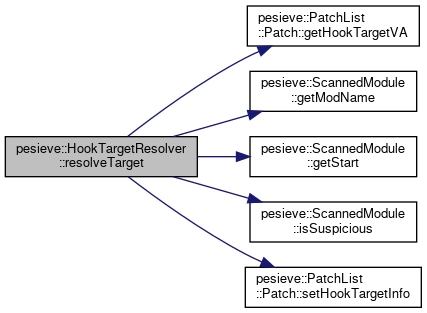 pesieve::HookTargetResolver
::resolveTarget
pesieve::PatchList
::Patch::getHookTargetVA
pesieve::ScannedModule
::getModName
pesieve::ScannedModule
::getStart
pesieve::ScannedModule
::isSuspicious
pesieve::PatchList
::Patch::setHookTargetInfo